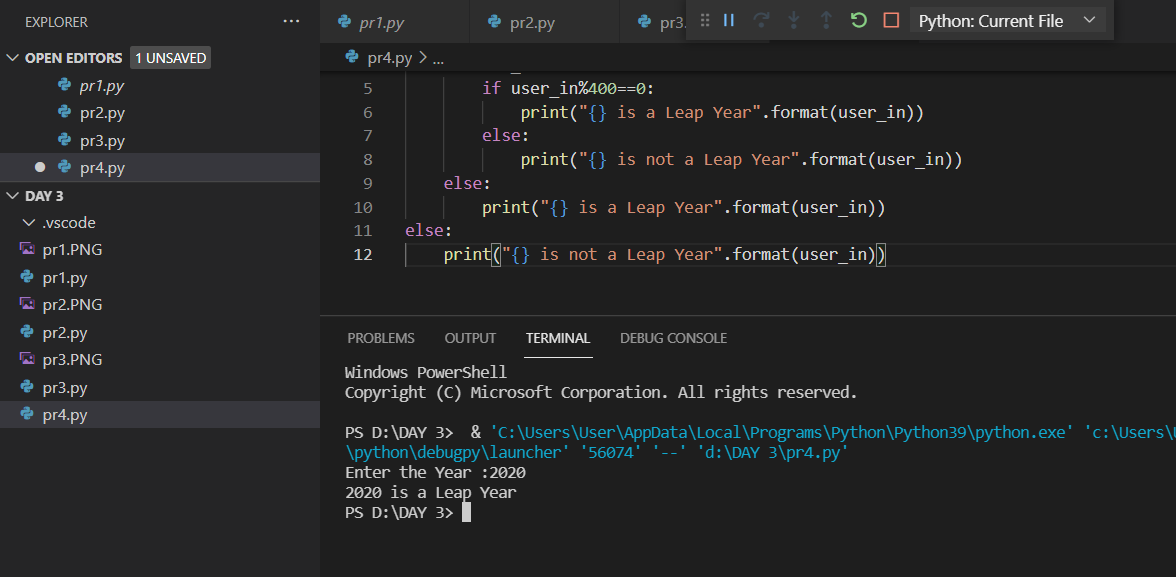 EXPLORER
...
OPEN EDITORS 1 UNSAVED
pr1.py
pr2.py
pr3.py
pr4.py
DAY 3
.vscode
pr1.PNG
pr1.py
pr2.PNG
pr2.py
pr3.PNG
pr3.py
pr4.py
pr1.py pr2.py pr3. Python: Current File
pr4.py > ...
5 if user_in%400==0:
6 print("{} is a Leap Year".format(user_in))
7 else:
8 print("{} is not a Leap Year".format(user_in))
9 else:
10 print("{} is a Leap Year".format(user_in))
11 else:
12 print("{} is not a Leap Year".format(user_in))
PROBLEMS OUTPUT TERMINAL DEBUG CONSOLE
Windows PowerShell
Copyright (C) Microsoft Corporation. All rights reserved.
PS D:\DAY 3> & 'C:\Users\User\AppData\Local\Programs\Python\Python39\python.exe' 'c:\Users\
\python\debugpy\launcher' '56074' '--' 'd:\DAY 3\pr4.py'
Enter the Year :2020
2020 is a Leap Year
PS D:\DAY 3>